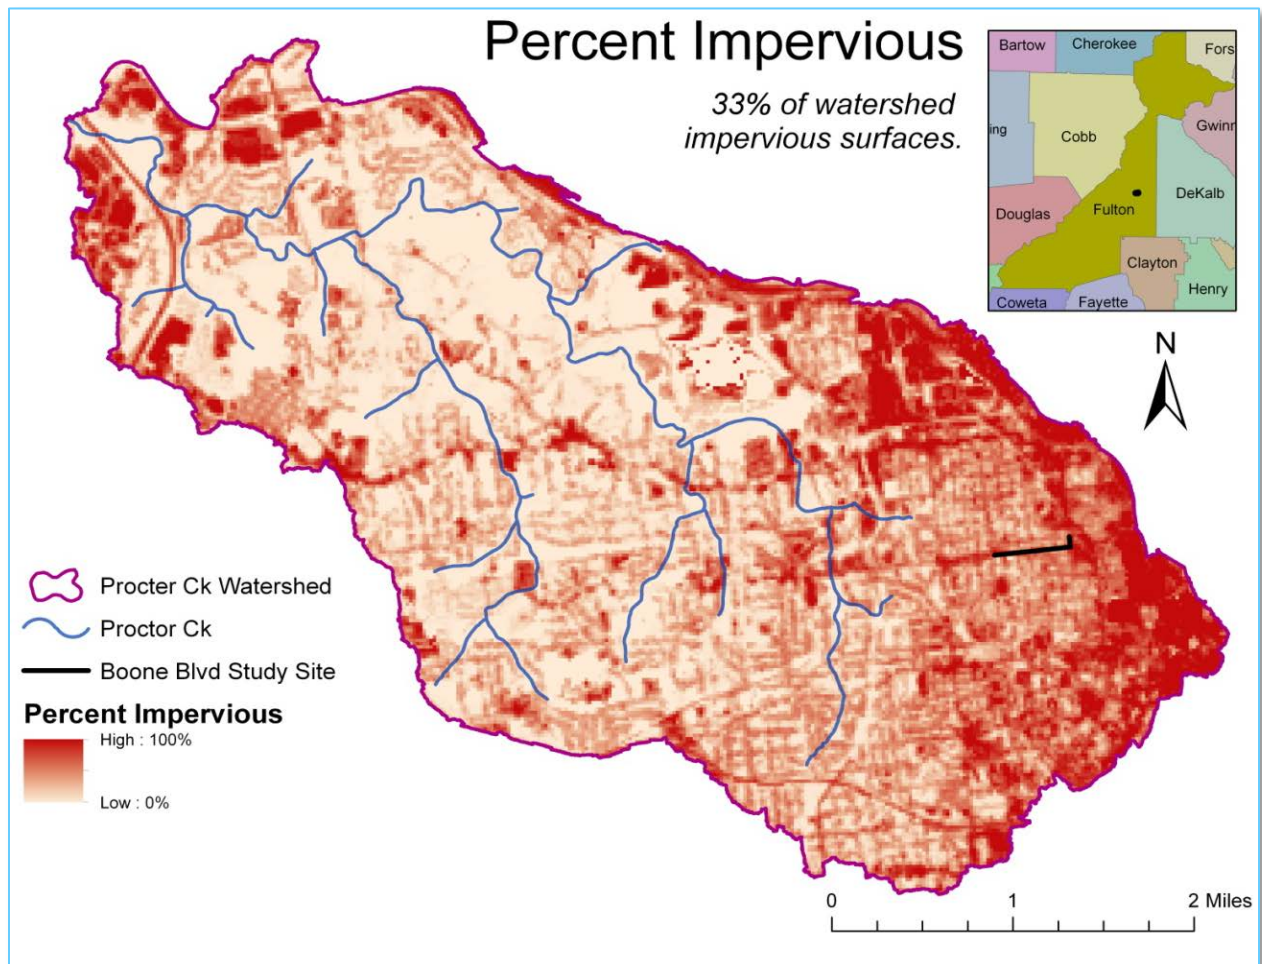 Percent Impervious
33% of watershed
impervious surfaces.
Bartow
Cherokee
Fors
ing
Cobb
Gwinn
Douglas
Fulton
DeKalb
Clayton
Henry
Coweta
Fayette
N
Procter Ck Watershed
Proctor Ck
Boone Blvd Study Site
Percent Impervious
High : 100%
Low : 0%
0 1 2 Miles